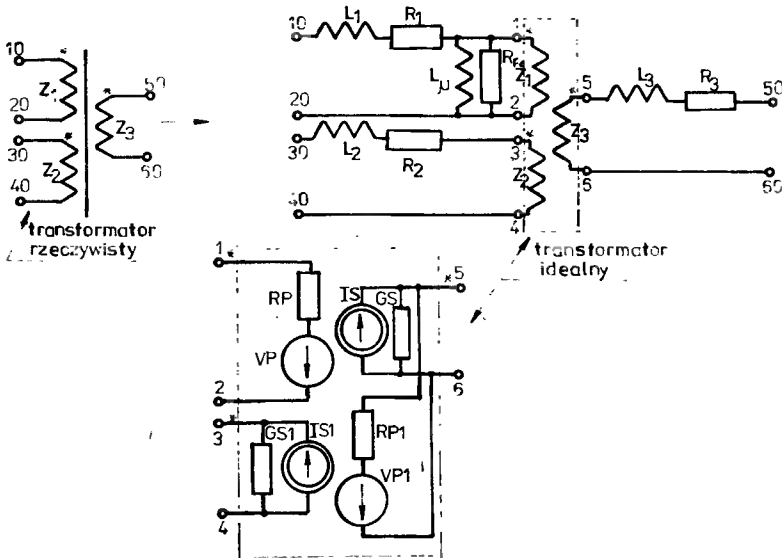 10
20
30
40
*
*
*
Z1
Z2
Z3
50
60
transformator
rzeczywisty
10
20
30
40
L1
R1
Lμ
RFe
L2
R2
1
2
3
4
*
*
*
Z1
Z2
Z3
5
6
L3
R3
50
60
transformator
idealny
1
2
3
4
*
*
*
RP
VP
IS
GS
5
6
GS1
IS1
RP1
VP1